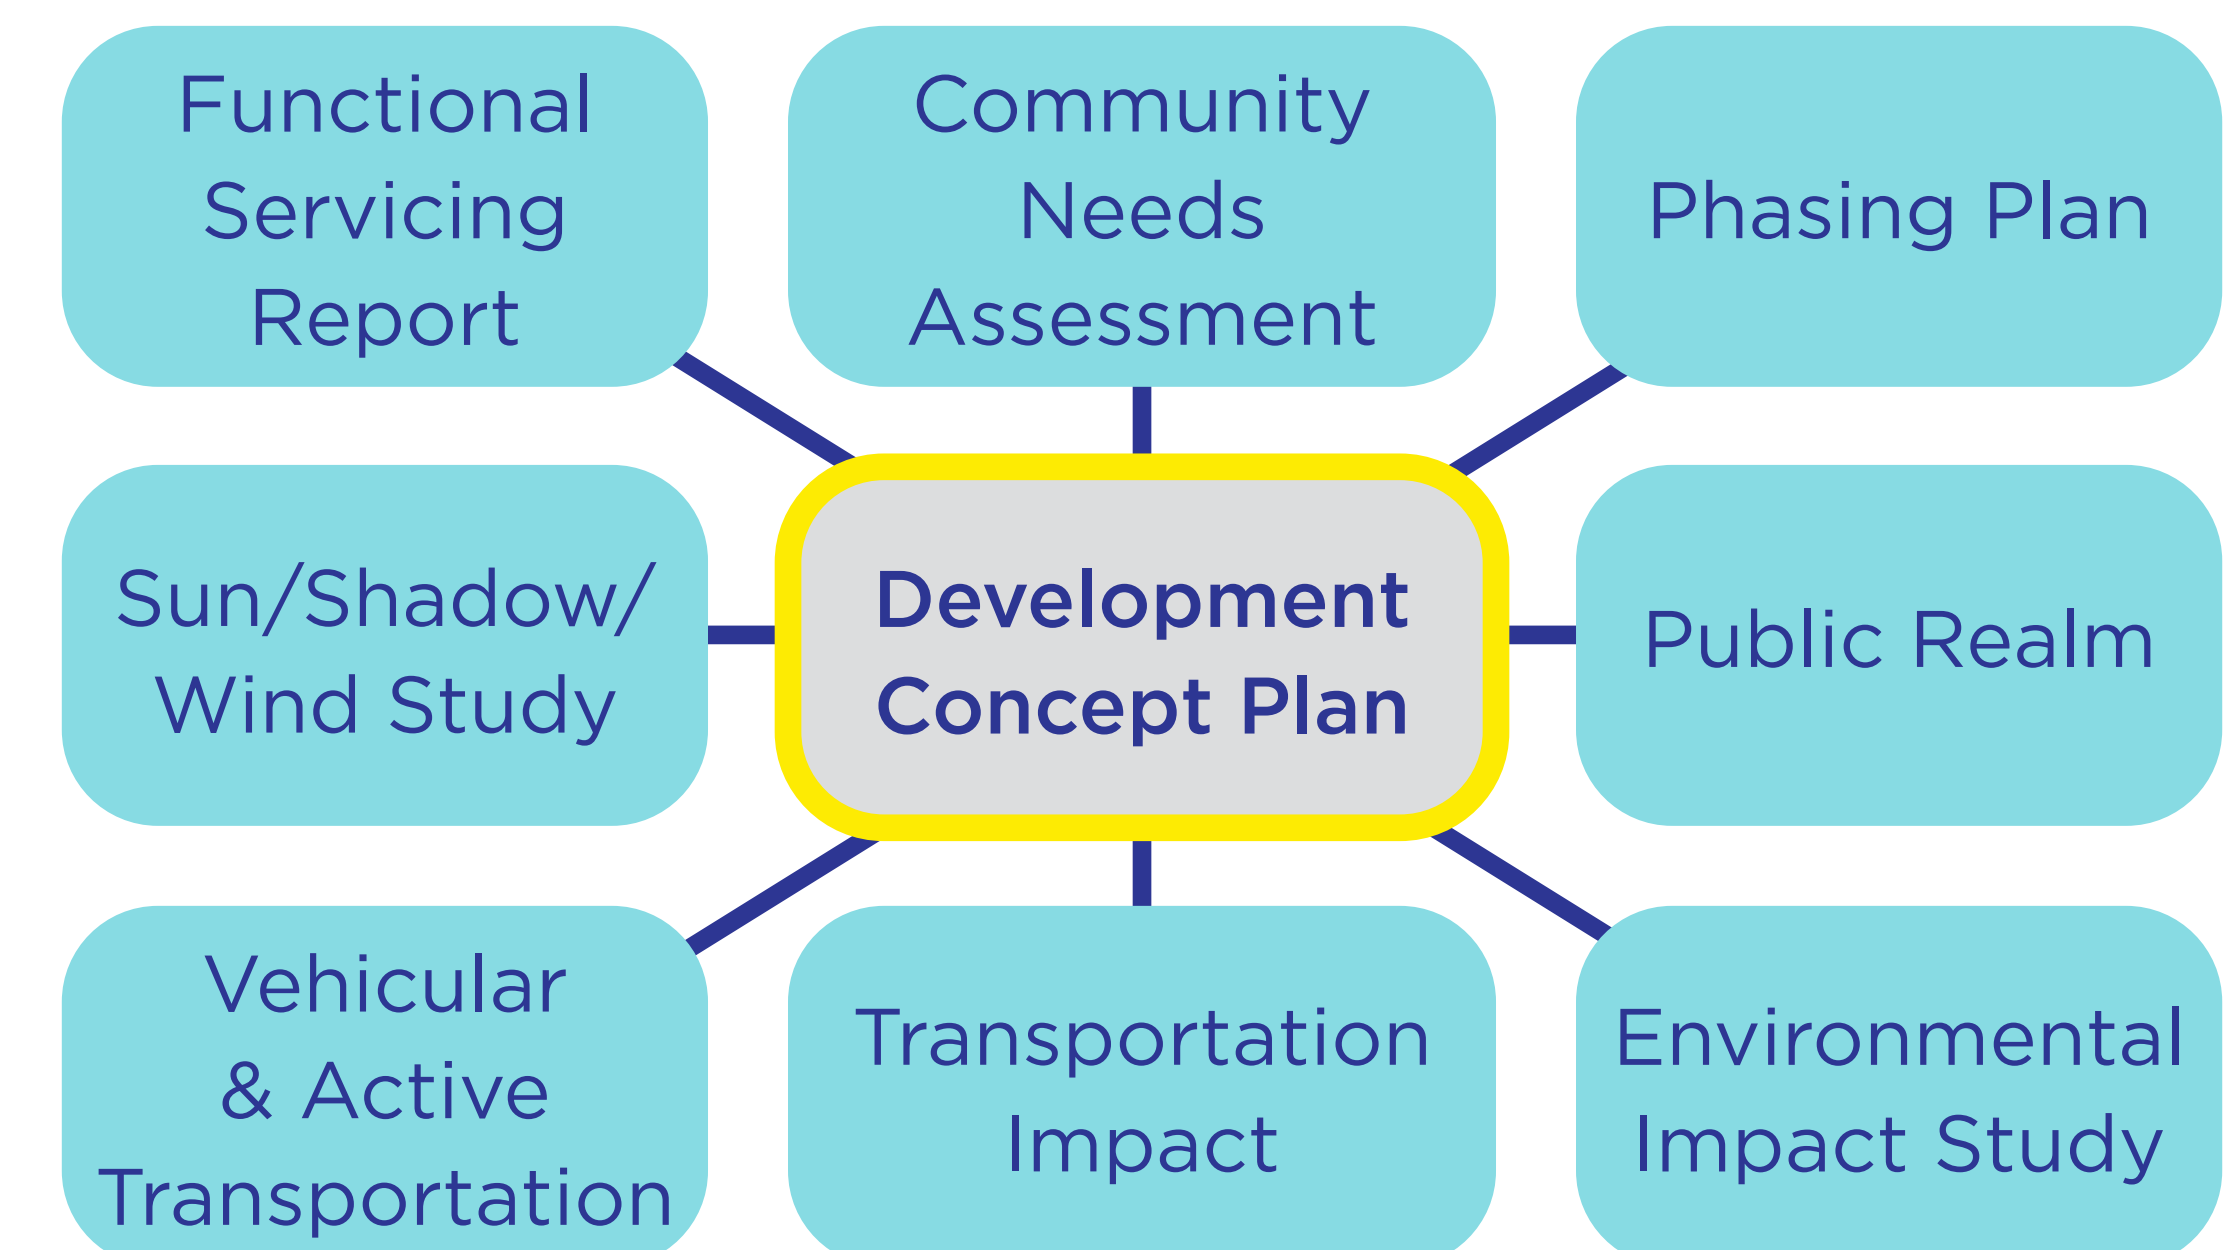 Functional
Servicing
Report
Community
Needs
Assessment
Phasing Plan
Sun/Shadow/
Wind Study
Development
Concept Plan
Public Realm
Vehicular
& Active
Transportation
Transportation
Impact
Environmental
Impact Study